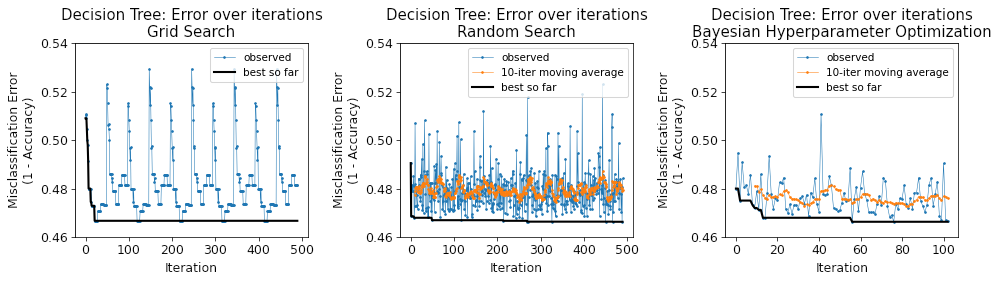 Decision Tree: Error over iterations
Grid Search
Misclassification Error
(1 - Accuracy)
0.54
0.52
0.50
0.48
0.46
observed
best so far
0 100 200 300 400 500
Iteration
Decision Tree: Error over iterations
Random Search
Misclassification Error
(1 - Accuracy)
0.54
0.52
0.50
0.48
0.46
observed
10-iter moving average
best so far
0 100 200 300 400 500
Iteration
Decision Tree: Error over iterations
Bayesian Hyperparameter Optimization
Misclassification Error
(1 - Accuracy)
0.54
0.52
0.50
0.48
0.46
observed
10-iter moving average
best so far
0 20 40 60 80 100
Iteration